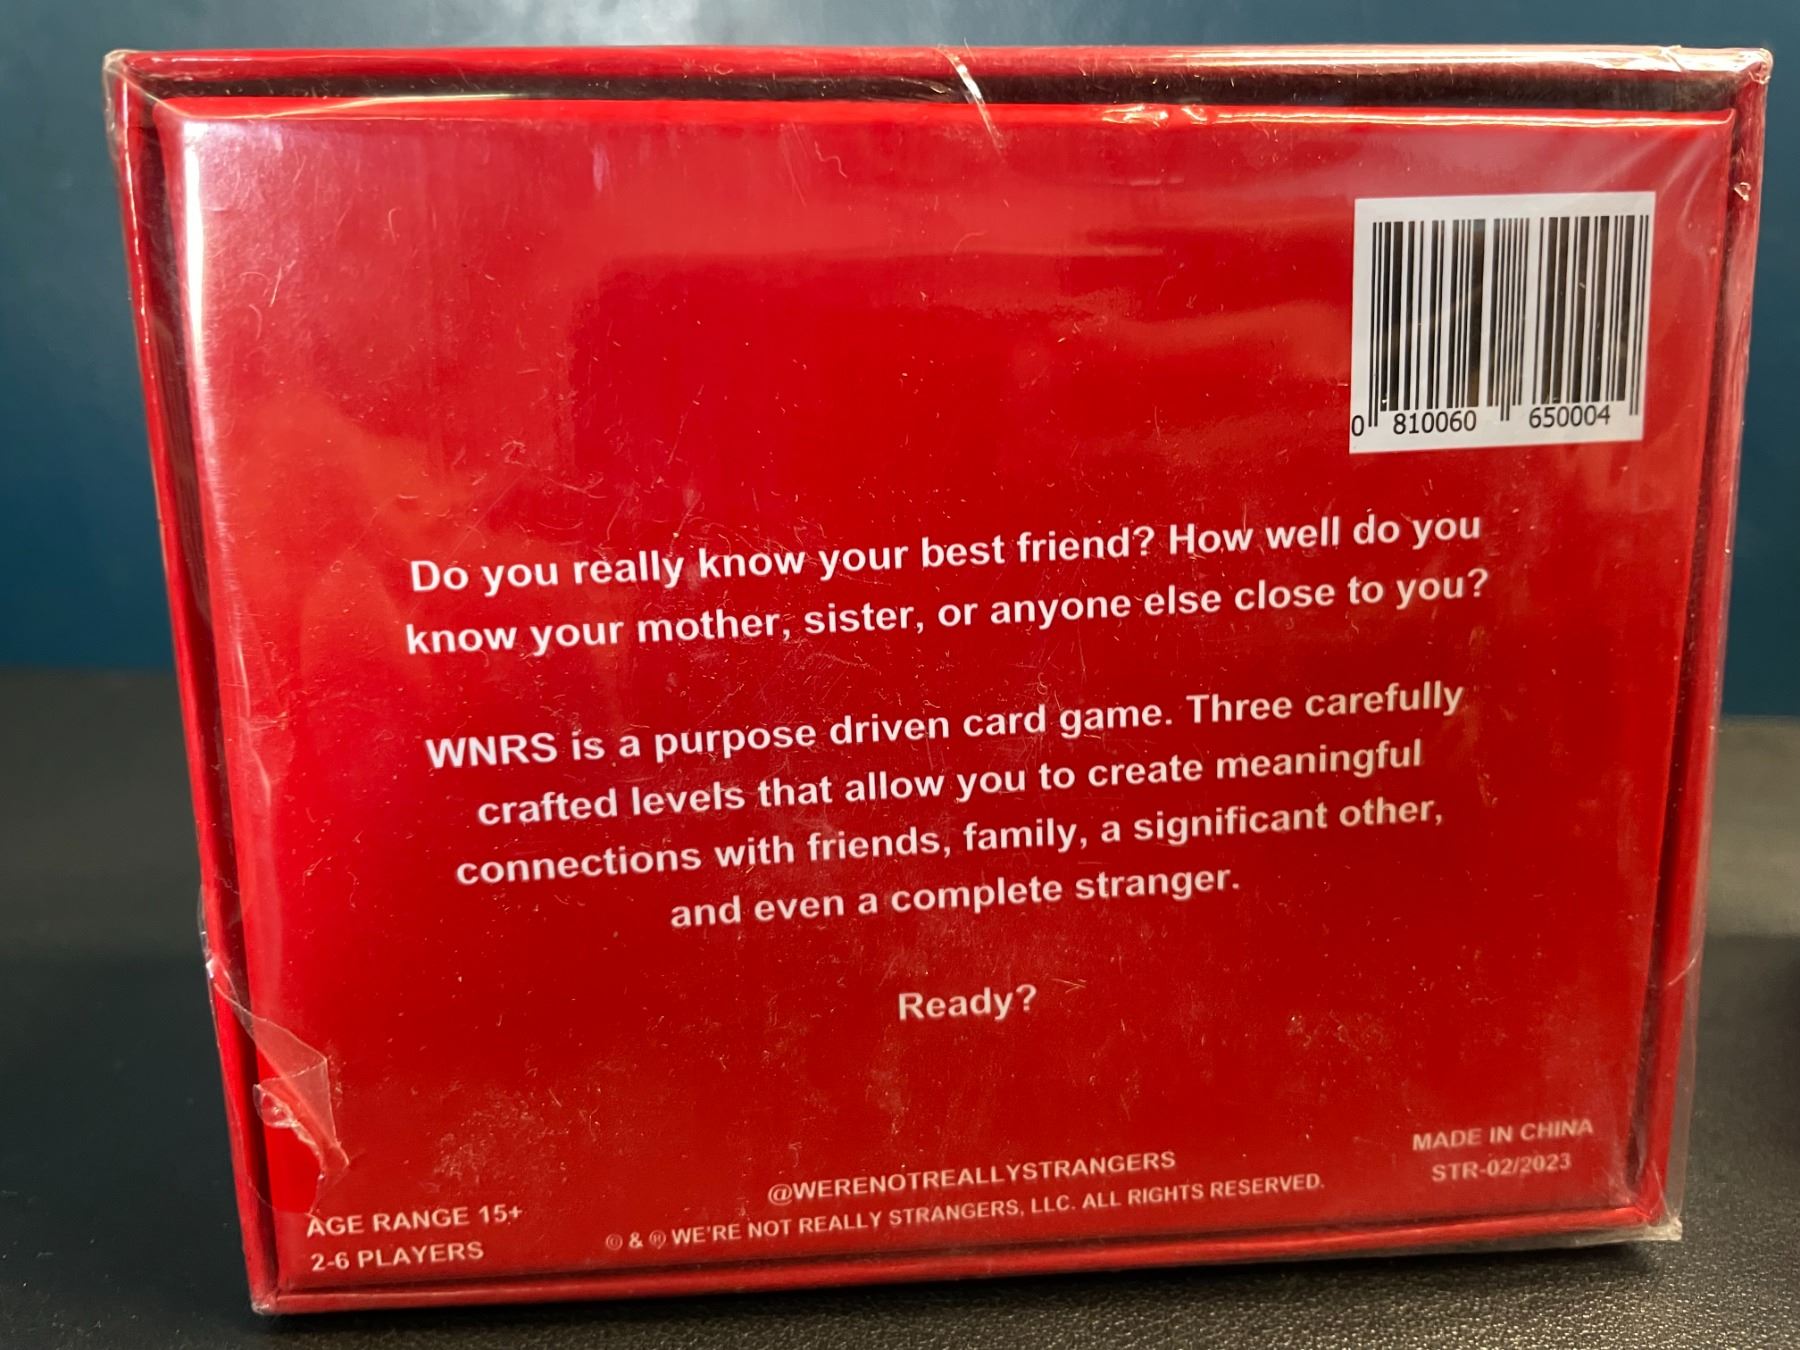 0 810060 650004
Do you really know your best friend? How well do you
know your mother, sister, or anyone else close to you?
WNRS is a purpose driven card game. Three carefully
crafted levels that allow you to create meaningful
connections with friends, family, a significant other,
and even a complete stranger.
Ready?
AGE RANGE 15+
2-6 PLAYERS
@WERENOTREALLYSTRANGERS
© & ® WE'RE NOT REALLY STRANGERS, LLC. ALL RIGHTS RESERVED.
MADE IN CHINA
STR-02/2023